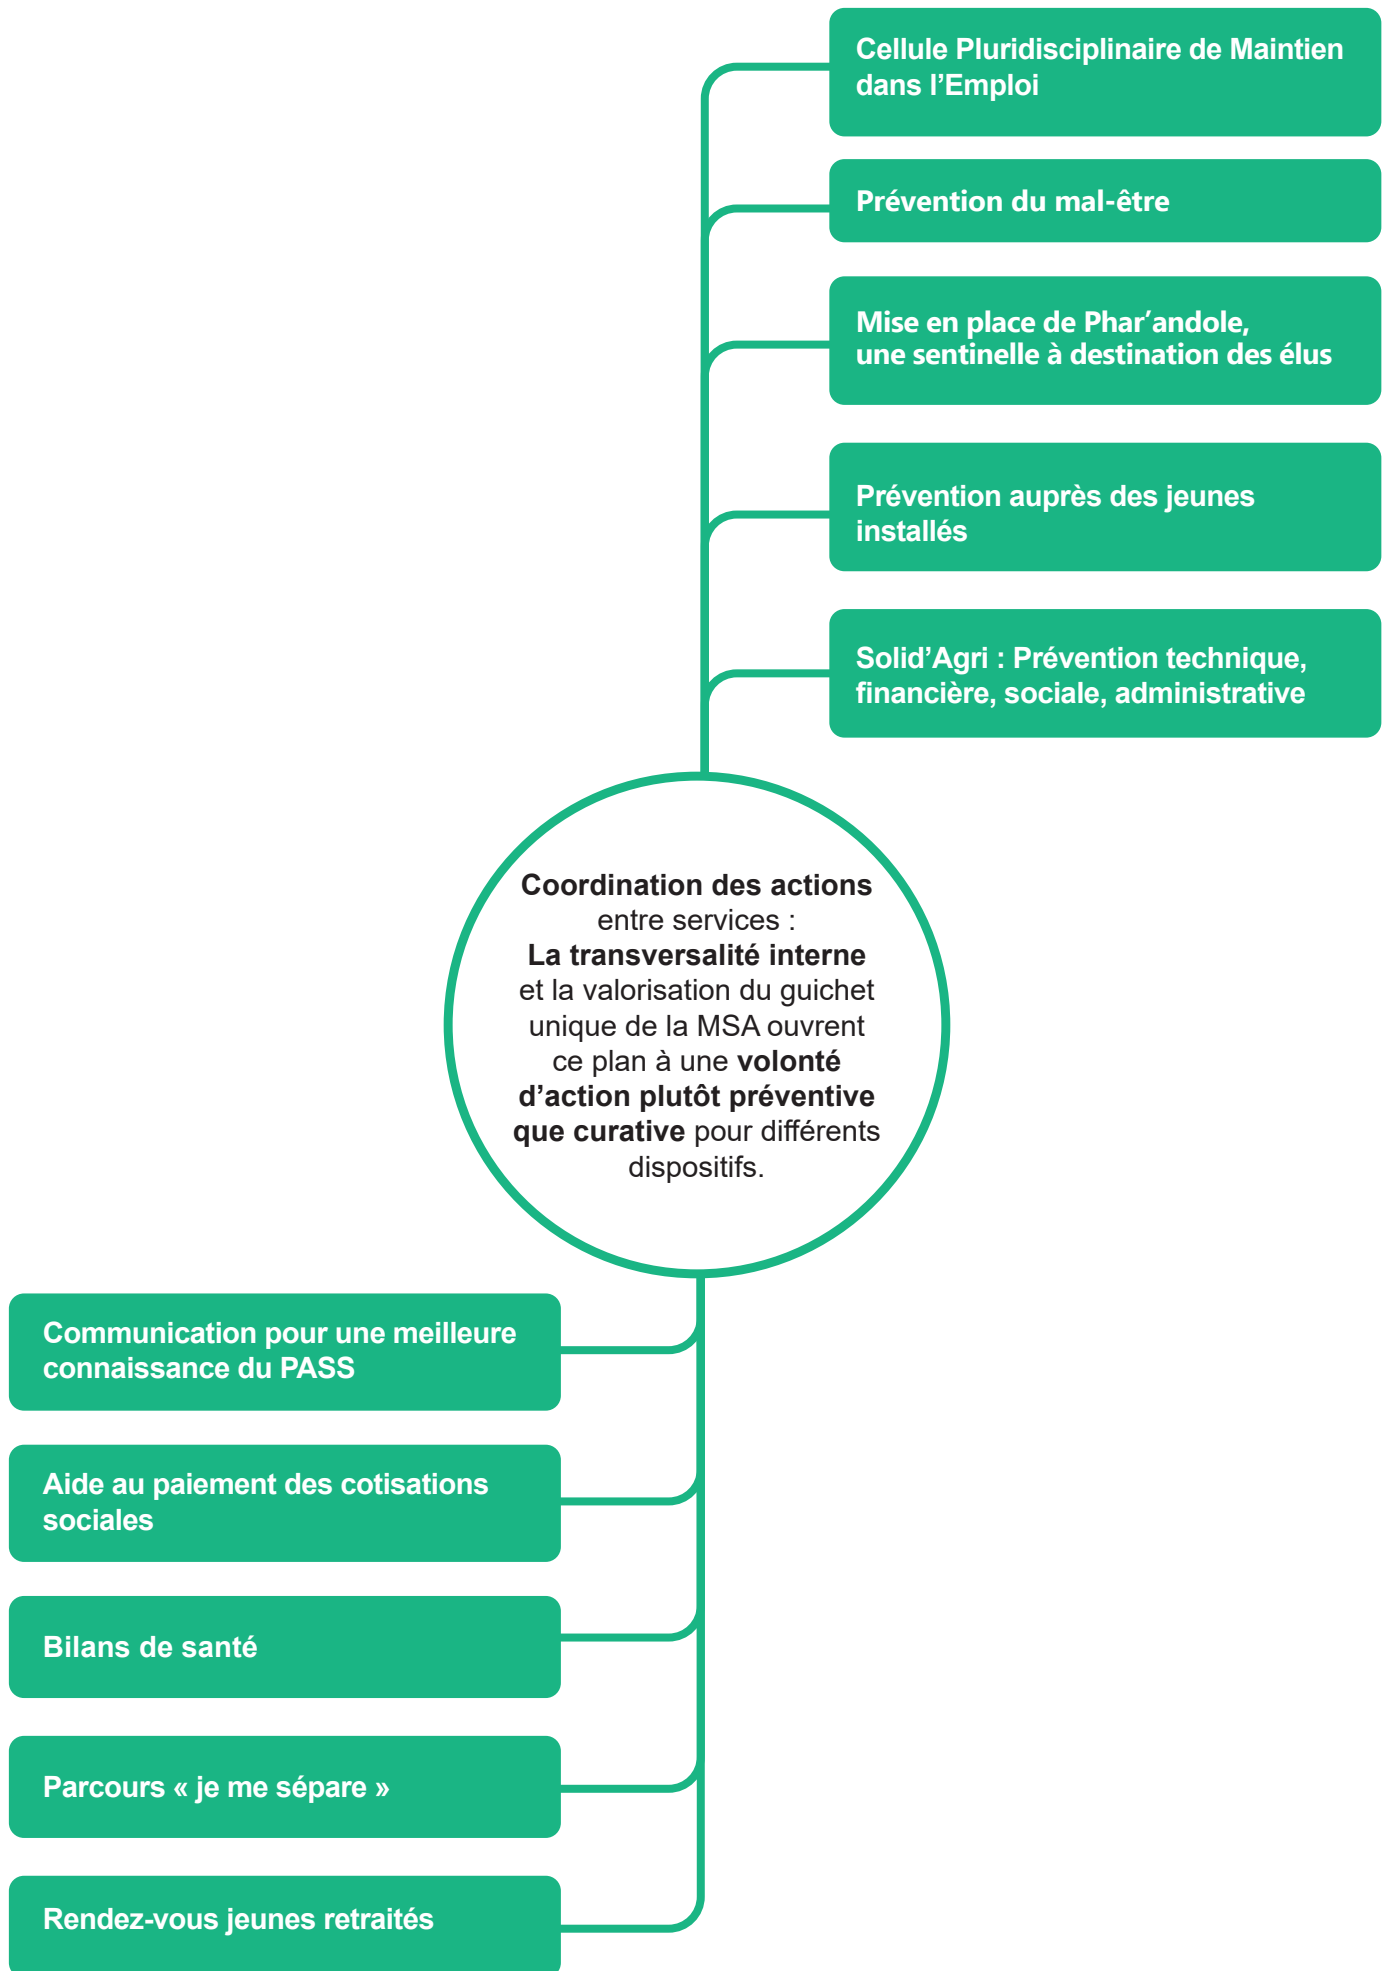 Cellule Pluridisciplinaire de Maintien
dans l’Emploi
Prévention du mal-être
Mise en place de Phar’andole,
une sentinelle à destination des élus
Prévention auprès des jeunes
installés
Solid’Agri : Prévention technique,
financière, sociale, administrative
Coordination des actions
entre services :
La transversalité interne
et la valorisation du guichet
unique de la MSA ouvrent
ce plan à une volonté
d’action plutôt préventive
que curative pour différents
dispositifs.
Communication pour une meilleure
connaissance du PASS
Aide au paiement des cotisations
sociales
Bilans de santé
Parcours « je me sépare »
Rendez-vous jeunes retraités